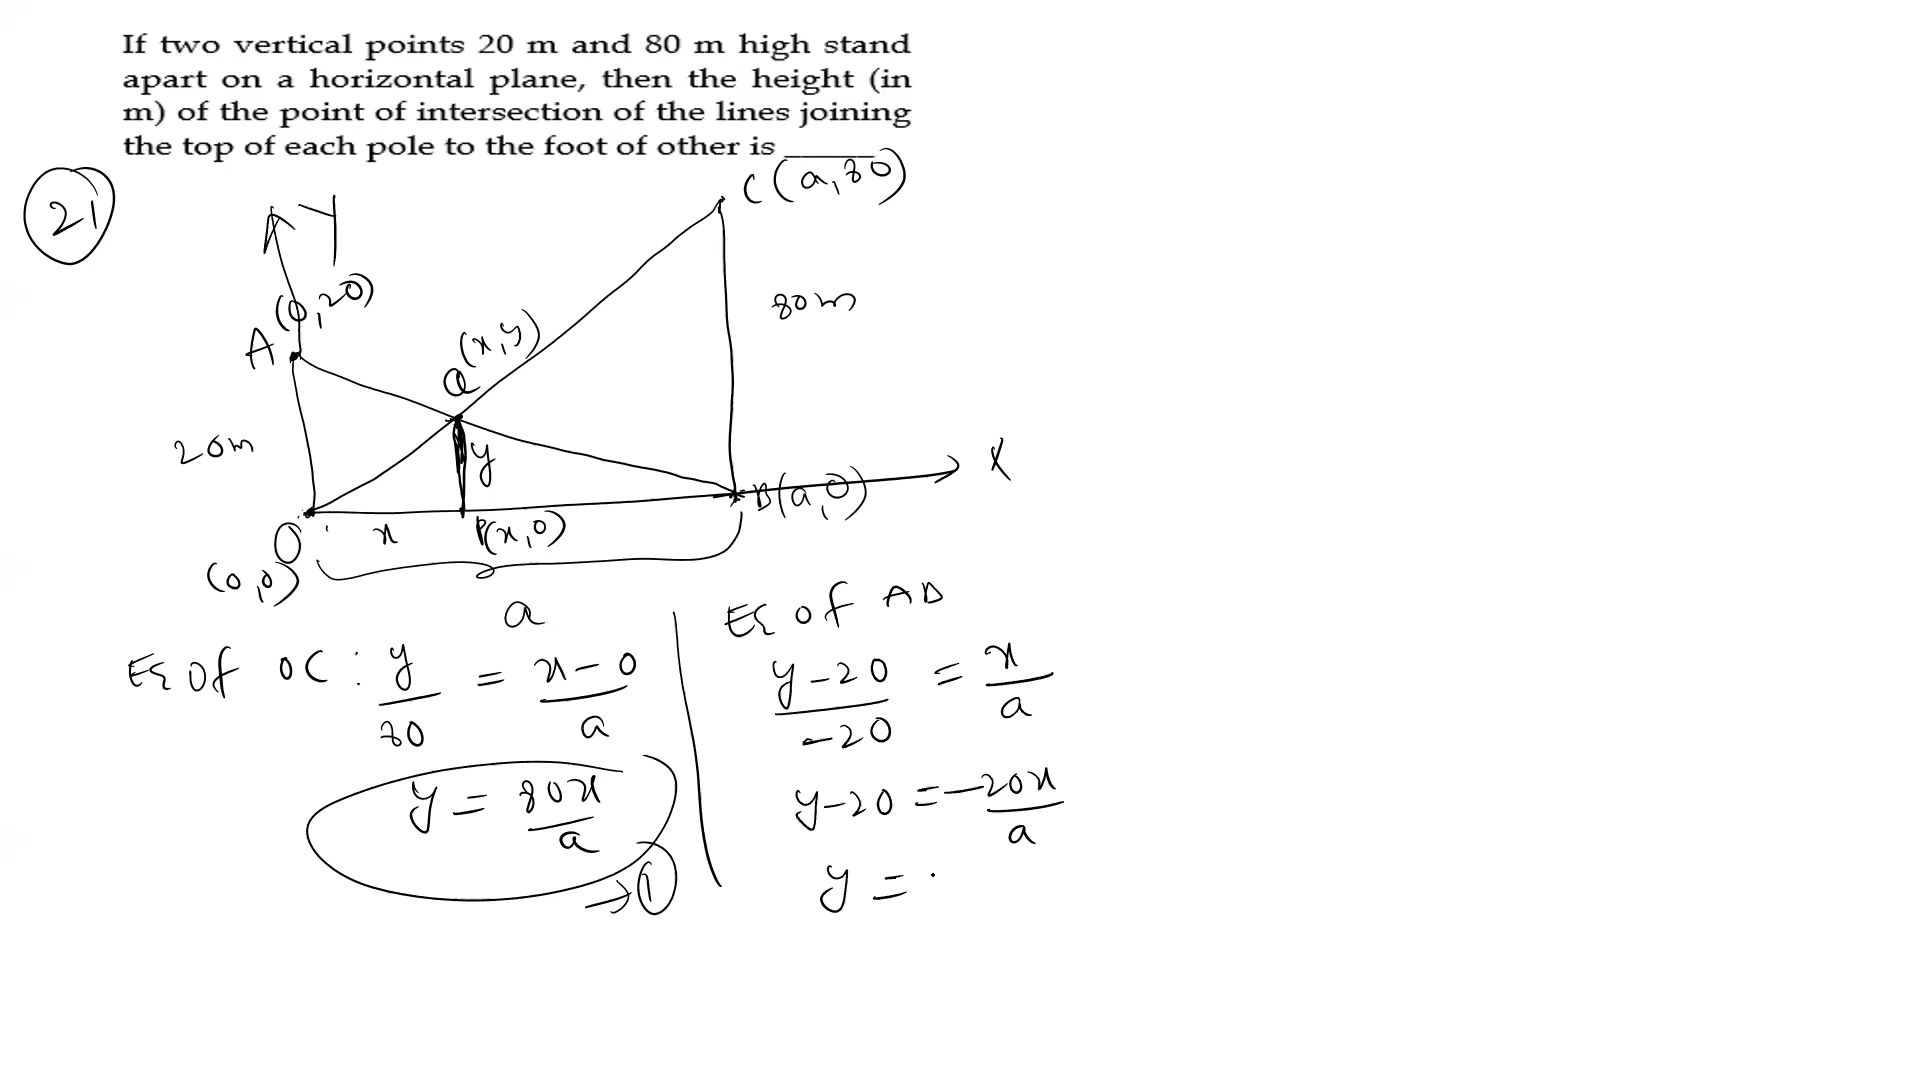 If two vertical points 20 m and 80 m high stand
apart on a horizontal plane, then the height (in
m) of the point of intersection of the lines joining
the top of each pole to the foot of other is ______
21
Y
C(a,80)
(0,20)
A
Q(x,y)
80m
20m
y
X
O
(0,0)
x
P(x,0)
B(a,0)
a
Eq of OC : y/80 = x-0/a
y = 80x/a
→ 1
Eq of AB
y-20/-20 = x/a
y-20 = -20x/a
y =